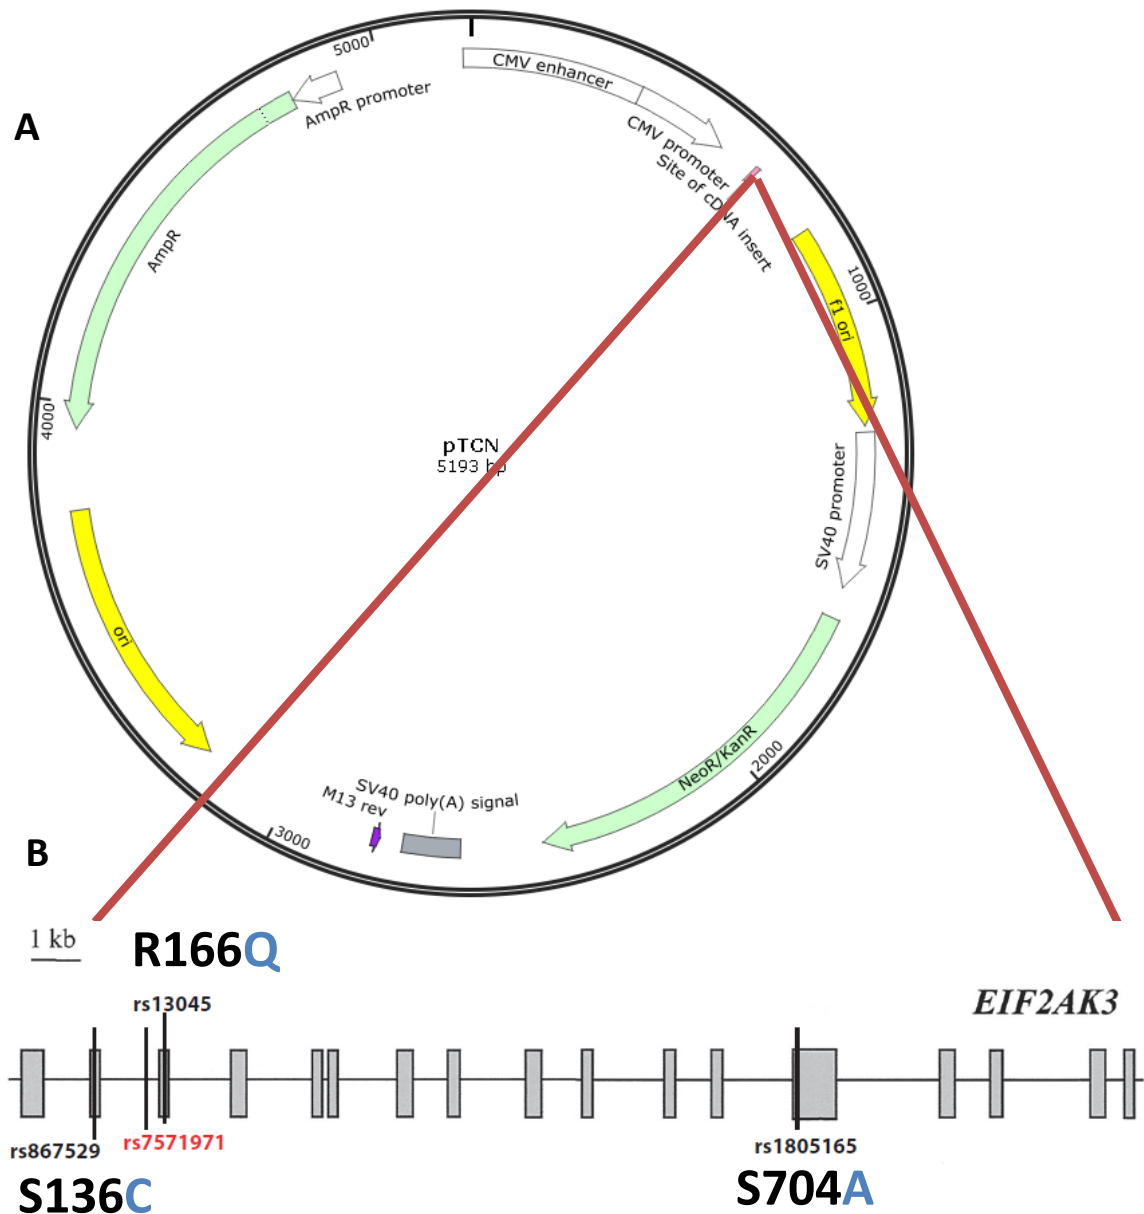 A
5000
CMV enhancer
AmpR promoter
CMV promoter
Site of cDNA insert
AmpR
1000
f1 ori
4000
pTCN
5193 bp
SV40 promoter
ori
NeoR/KanR
2000
SV40 poly(A) signal
M13 rev
3000
B
1 kb
R166Q
rs13045
EIF2AK3
rs867529
rs7571971
rs1805165
S136C
S704A